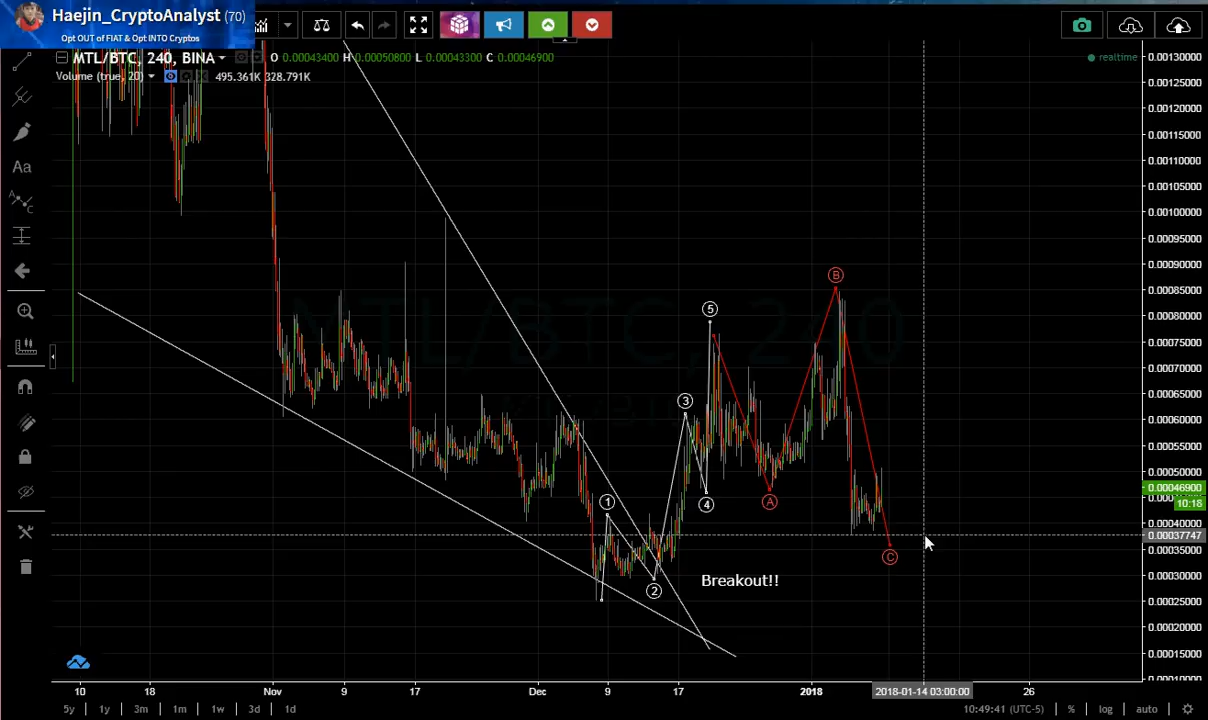 Haejin_CryptoAnalyst (70)
Opt OUT of FIAT & Opt INTO Cryptos
MTL/BTC, 240, BINA O 0.00043400 H 0.00050800 L 0.00043300 C 0.00046900
realtime
Volume (true, 20) 495.361K 328.791K
Aa
MTL/BTC, 240
0.00130000
0.00125000
0.00120000
0.00115000
0.00110000
0.00105000
0.00100000
0.00095000
0.00090000
0.00085000
0.00080000
0.00075000
0.00070000
0.00065000
0.00060000
0.00055000
0.00050000
0.00046900
10:18
0.00040000
0.00037747
0.00035000
0.00030000
0.00025000
0.00020000
0.00015000
B
5
3
1
4
A
C
2
Breakout!!
10 18 Nov 9 17 Dec 9 17 2018 2018-01-14 03:00:00 26
5y 1y 3m 1m 1w 3d 1d 10:49:41 (UTC-5) % log auto